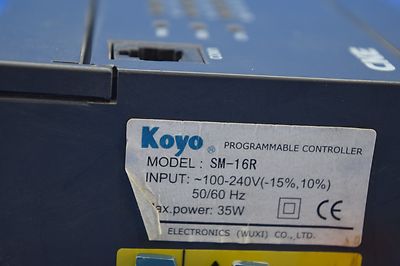 Koyo ® PROGRAMMABLE CONTROLLER
MODEL: SM-16R
INPUT: ~100-240V(-15%,10%)
50/60 Hz
ax.power: 35W
CE
ELECTRONICS (WUXI) CO.,LTD.